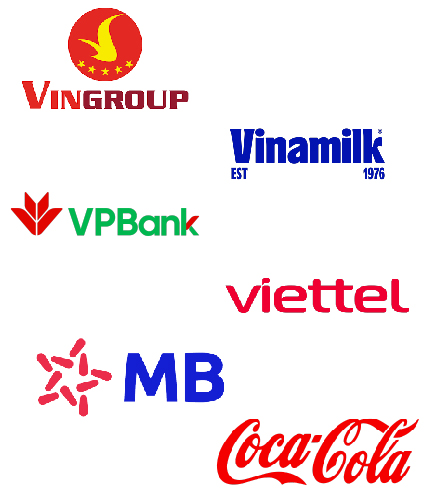 VINGROUP
Vinamilk®
EST 1976
VPBank
viettel
MB
Coca-Cola